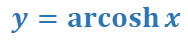 y = arcosh x